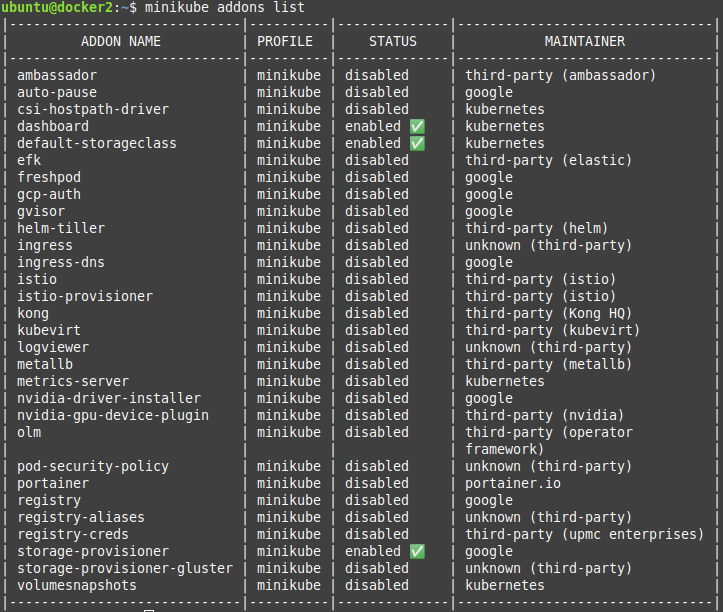 ubuntu@docker2:~$ minikube addons list
|-----------------------------|----------|--------------|--------------------------------|
|         ADDON NAME          | PROFILE  |    STATUS    |           MAINTAINER           |
|-----------------------------|----------|--------------|--------------------------------|
| ambassador                  | minikube | disabled     | third-party (ambassador)       |
| auto-pause                  | minikube | disabled     | google                         |
| csi-hostpath-driver         | minikube | disabled     | kubernetes                     |
| dashboard                   | minikube | enabled ✅   | kubernetes                     |
| default-storageclass        | minikube | enabled ✅   | kubernetes                     |
| efk                         | minikube | disabled     | third-party (elastic)          |
| freshpod                    | minikube | disabled     | google                         |
| gcp-auth                    | minikube | disabled     | google                         |
| gvisor                      | minikube | disabled     | google                         |
| helm-tiller                 | minikube | disabled     | third-party (helm)             |
| ingress                     | minikube | disabled     | unknown (third-party)          |
| ingress-dns                 | minikube | disabled     | google                         |
| istio                       | minikube | disabled     | third-party (istio)            |
| istio-provisioner           | minikube | disabled     | third-party (istio)            |
| kong                        | minikube | disabled     | third-party (Kong HQ)          |
| kubevirt                    | minikube | disabled     | third-party (kubevirt)         |
| logviewer                   | minikube | disabled     | unknown (third-party)          |
| metallb                     | minikube | disabled     | third-party (metallb)          |
| metrics-server              | minikube | disabled     | kubernetes                     |
| nvidia-driver-installer     | minikube | disabled     | google                         |
| nvidia-gpu-device-plugin    | minikube | disabled     | third-party (nvidia)           |
| olm                         | minikube | disabled     | third-party (operator          |
|                             |          |              | framework)                     |
| pod-security-policy         | minikube | disabled     | unknown (third-party)          |
| portainer                   | minikube | disabled     | portainer.io                   |
| registry                    | minikube | disabled     | google                         |
| registry-aliases            | minikube | disabled     | unknown (third-party)          |
| registry-creds              | minikube | disabled     | third-party (upmc enterprises) |
| storage-provisioner         | minikube | enabled ✅   | google                         |
| storage-provisioner-gluster | minikube | disabled     | unknown (third-party)          |
| volumesnapshots             | minikube | disabled     | kubernetes                     |
|-----------------------------|----------|--------------|--------------------------------|